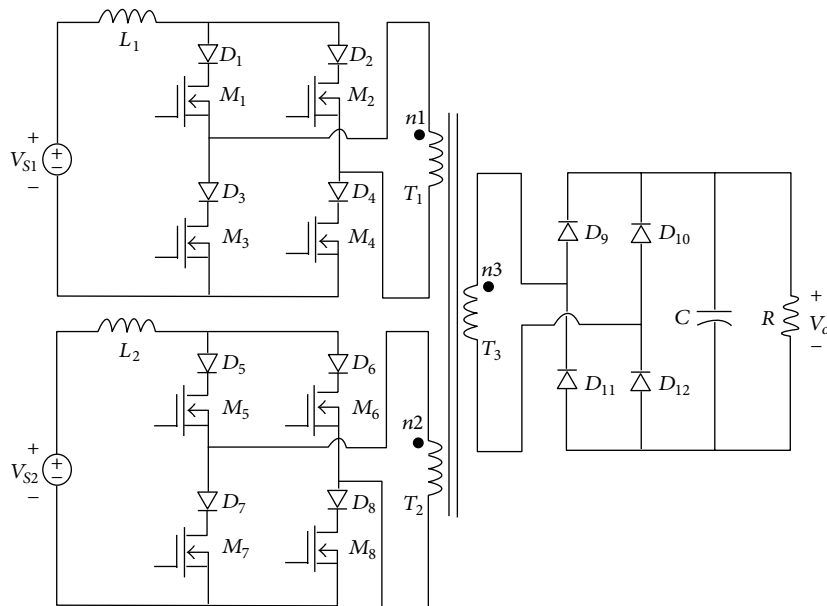 L1
D1
D2
M1
M2
n1
+
VS1
−
+
−
D3
D4
T1
M3
M4
n3
D9
D10
+
C
R
Vo
−
T3
L2
D5
D6
M5
M6
D11
D12
n2
+
VS2
−
+
−
D7
D8
T2
M7
M8